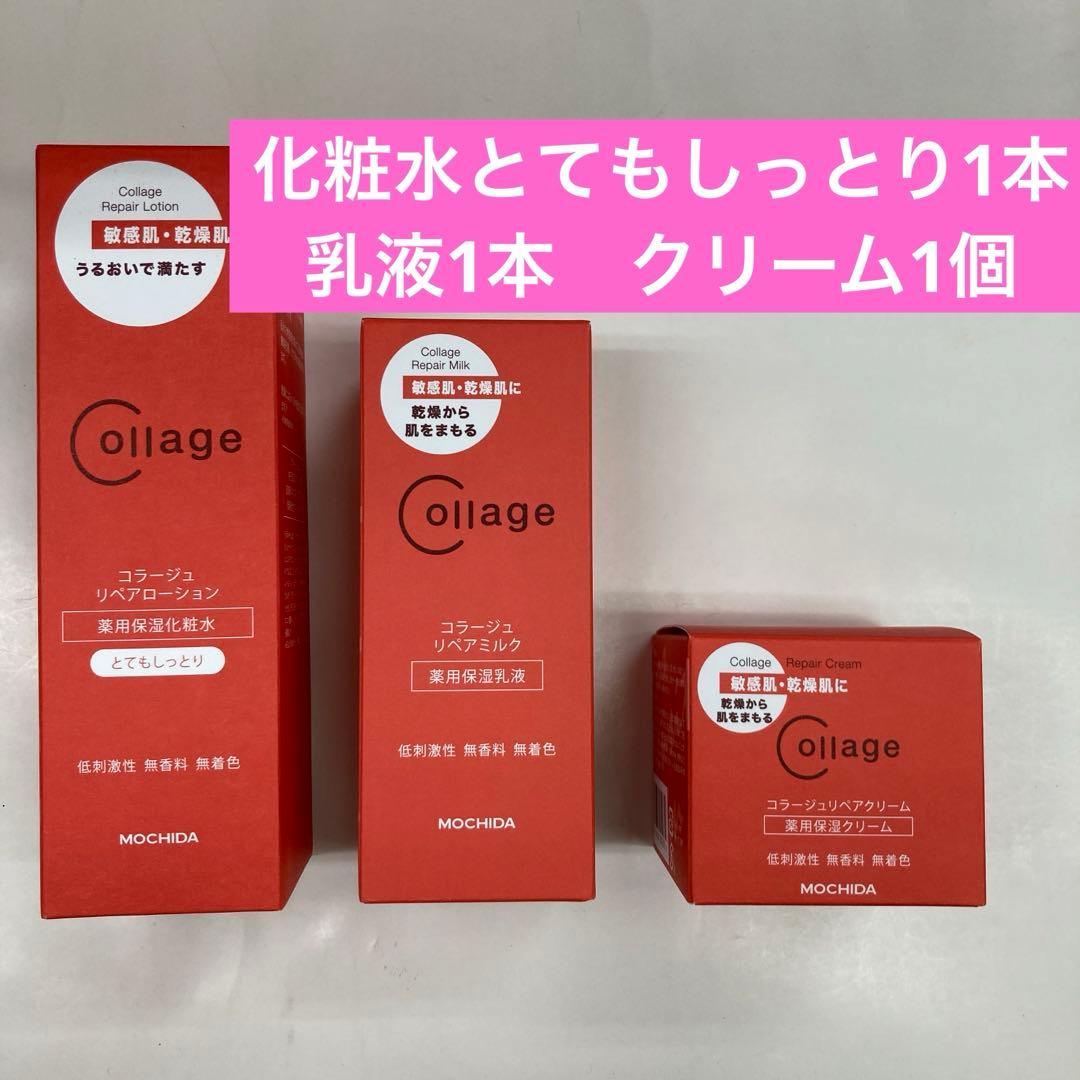 化粧水とてもしっとり1本
乳液1本 クリーム1個
Collage
Repair Lotion
敏感肌・乾燥肌
うるおいで満たす
Collage
コラージュ
リペアローション
薬用保湿化粧水
とてもしっとり
低刺激性 無香料 無着色
MOCHIDA
Collage
Repair Milk
敏感肌・乾燥肌に
乾燥から
肌をまもる
Collage
コラージュ
リペアミルク
薬用保湿乳液
低刺激性 無香料 無着色
MOCHIDA
Collage Repair Cream
敏感肌・乾燥肌に
乾燥から
肌をまもる
Collage
コラージュリペアクリーム
薬用保湿クリーム
低刺激性 無香料 無着色
MOCHIDA